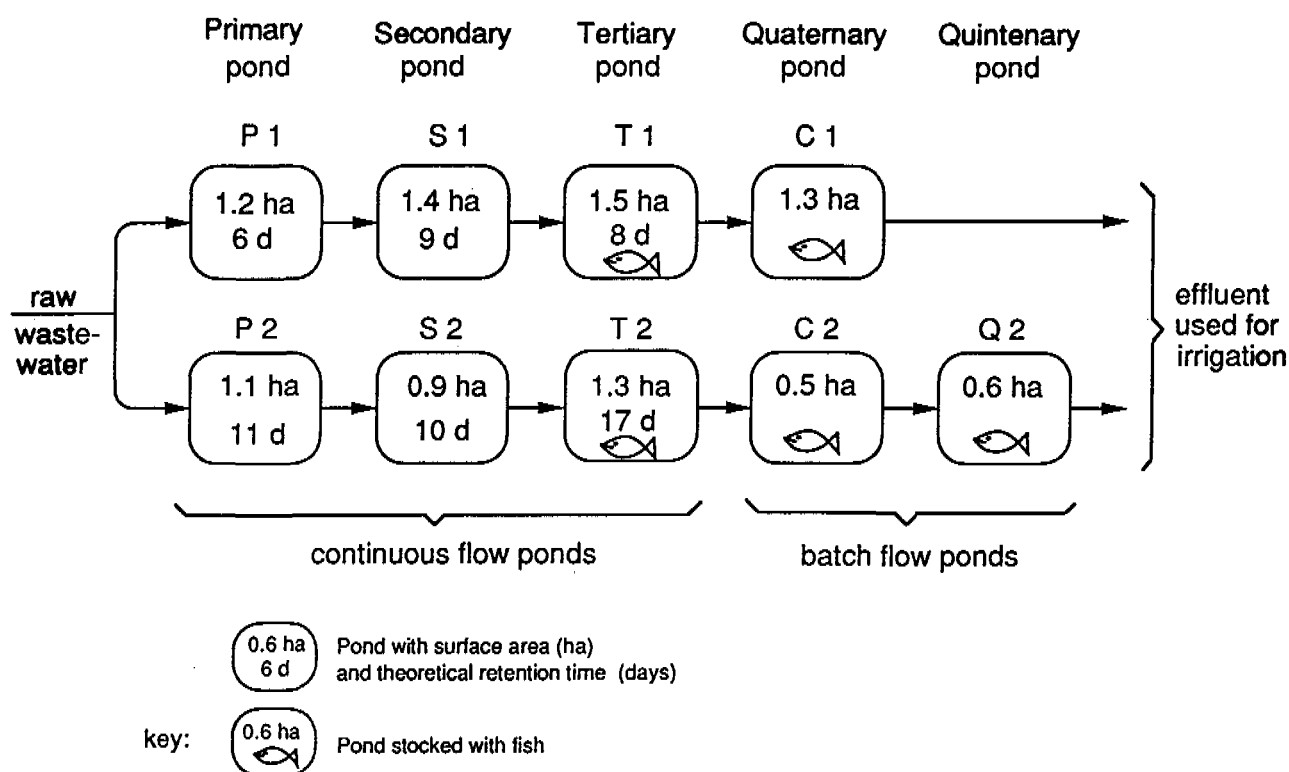 Primary pond
Secondary pond
Tertiary pond
Quaternary pond
Quintenary pond
P 1
S 1
T 1
C 1
1.2 ha
6 d
1.4 ha
9 d
1.5 ha
8 d
1.3 ha
raw
waste-
water
P 2
S 2
T 2
C 2
Q 2
1.1 ha
11 d
0.9 ha
10 d
1.3 ha
17 d
0.5 ha
0.6 ha
effluent
used for
irrigation
continuous flow ponds
batch flow ponds
0.6 ha
6 d
Pond with surface area (ha)
and theoretical retention time (days)
key:
0.6 ha
Pond stocked with fish